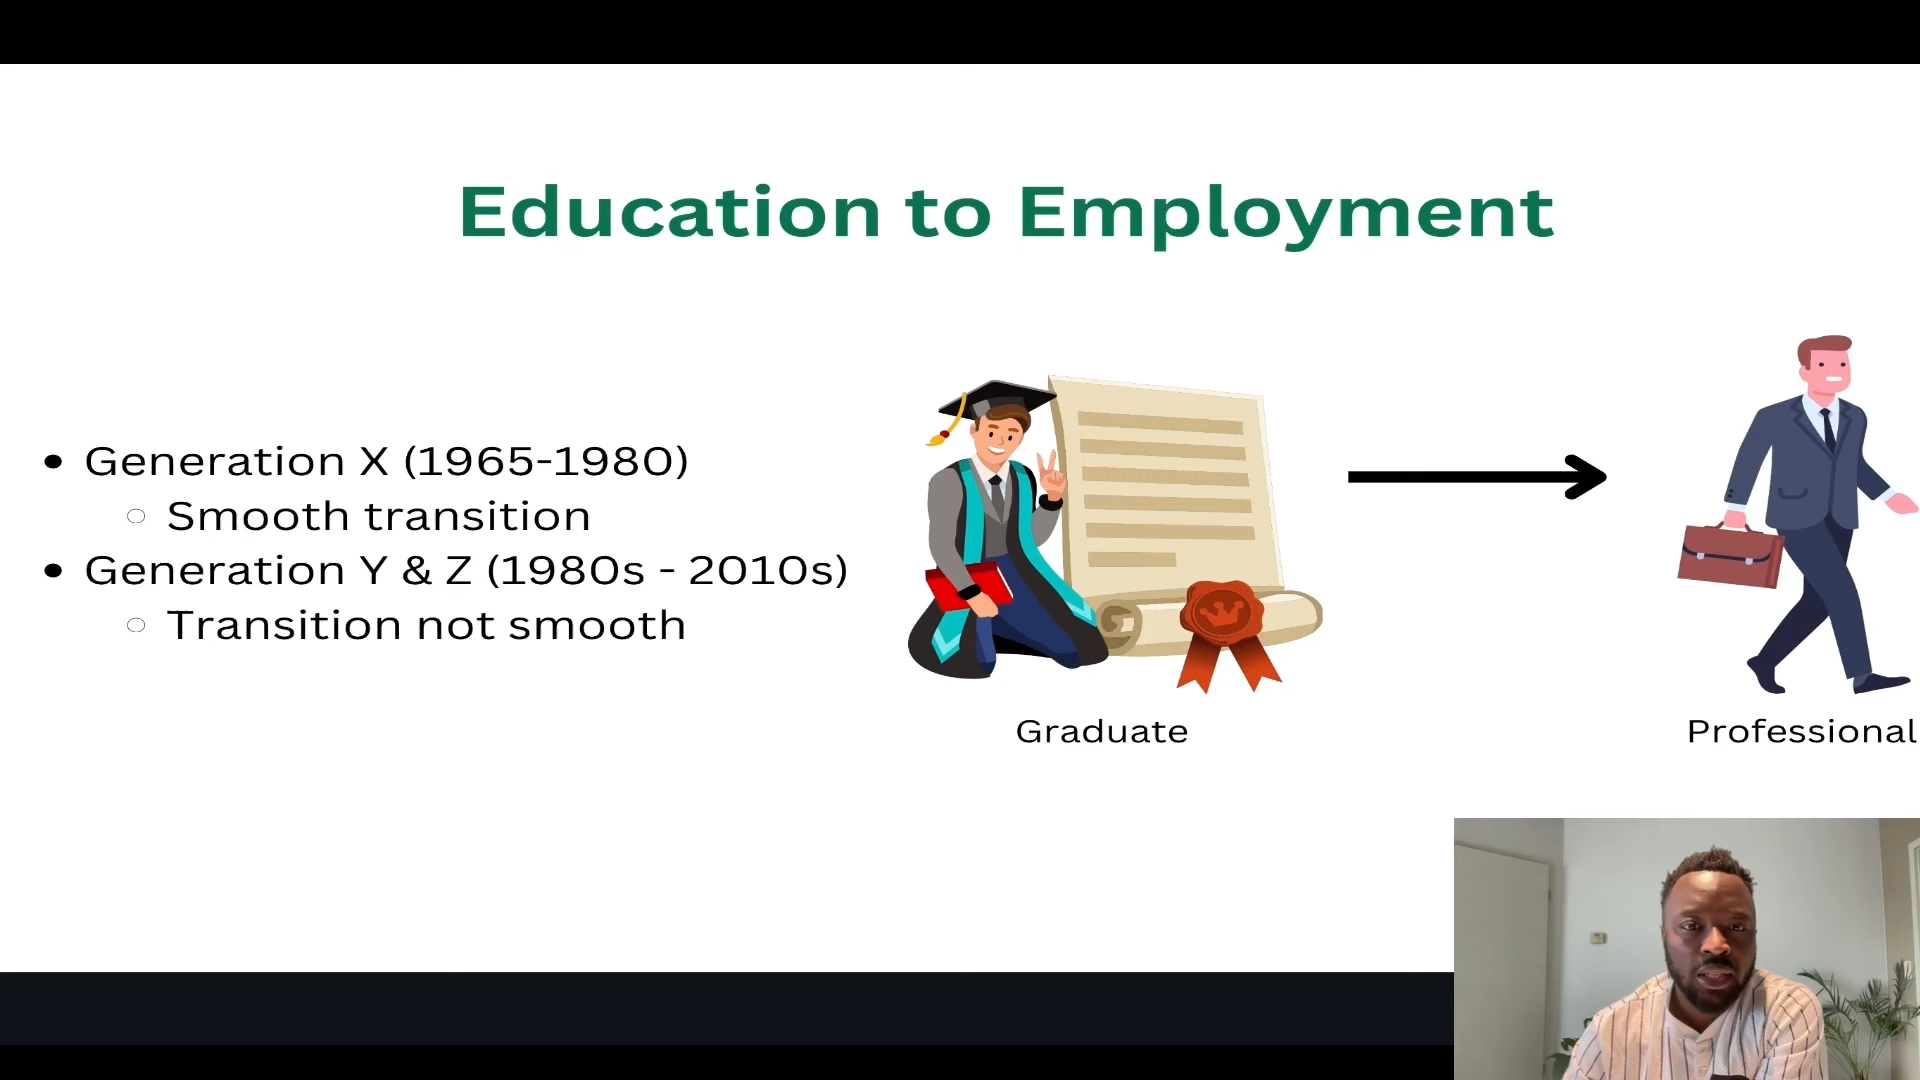 Education to Employment
• Generation X (1965-1980)
○ Smooth transition
• Generation Y & Z (1980s - 2010s)
○ Transition not smooth
Graduate
Professional